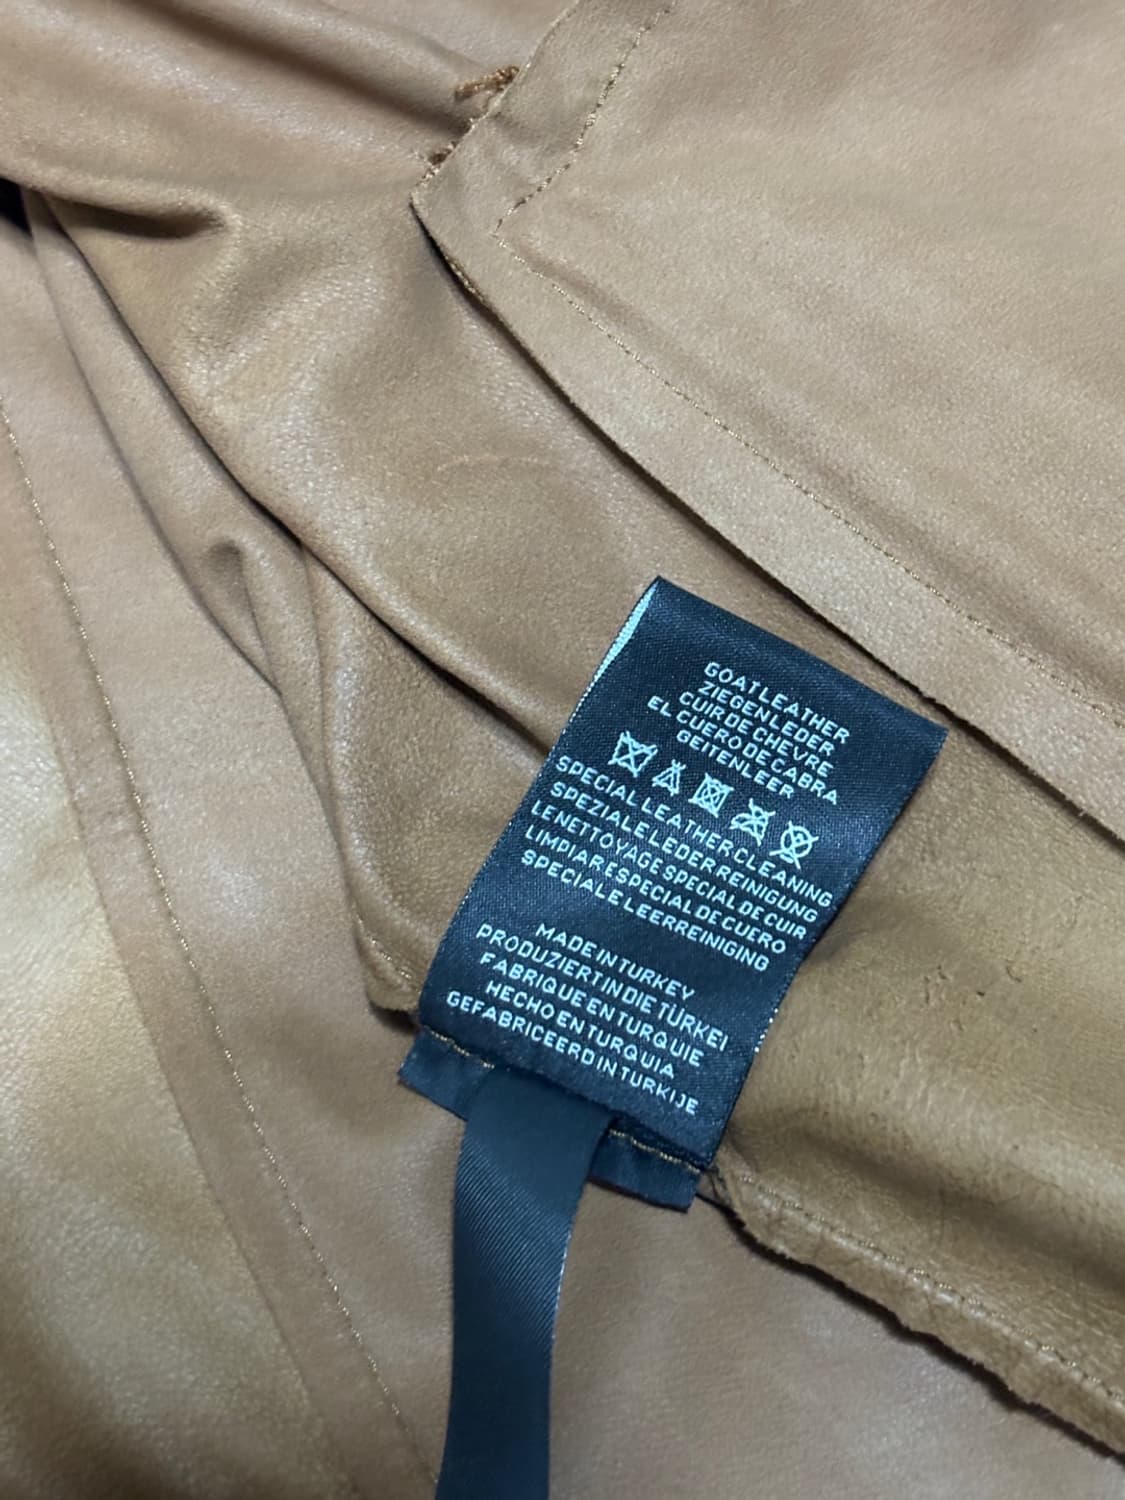 GOATLEATHER
ZIEGENLEDER
CUIR DE CHEVRE
EL CUERO DE CABRA
GEITENLEER
SPECIAL LEATHER CLEANING
SPEZIALE LEDER REINIGUNG
LE NETTOYAGE SPECIAL DE CUIR
LIMPIAR ESPECIAL DE CUERO
SPECIALE LEERREINIGING
MADE IN TURKEY
PRODUZIERT IN DIE TÜRKEI
FABRIQUE EN TURQUIE
HECHO EN TURQUIA
GEFABRICEERD IN TURKIJE